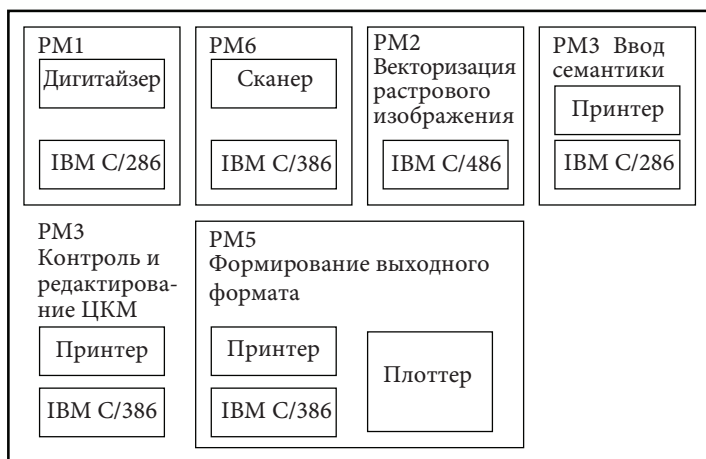 РМ1
Дигитайзер
IBM C/286
РМ6
Сканер
IBM C/386
РМ2
Векторизация
растрового
изображения
IBM C/486
РМ3 Ввод
семантики
Принтер
IBM C/286
РМ3
Контроль и
редактирова-
ние ЦКМ
Принтер
IBM C/386
РМ5
Формирование выходного
формата
Принтер
IBM C/386
Плоттер